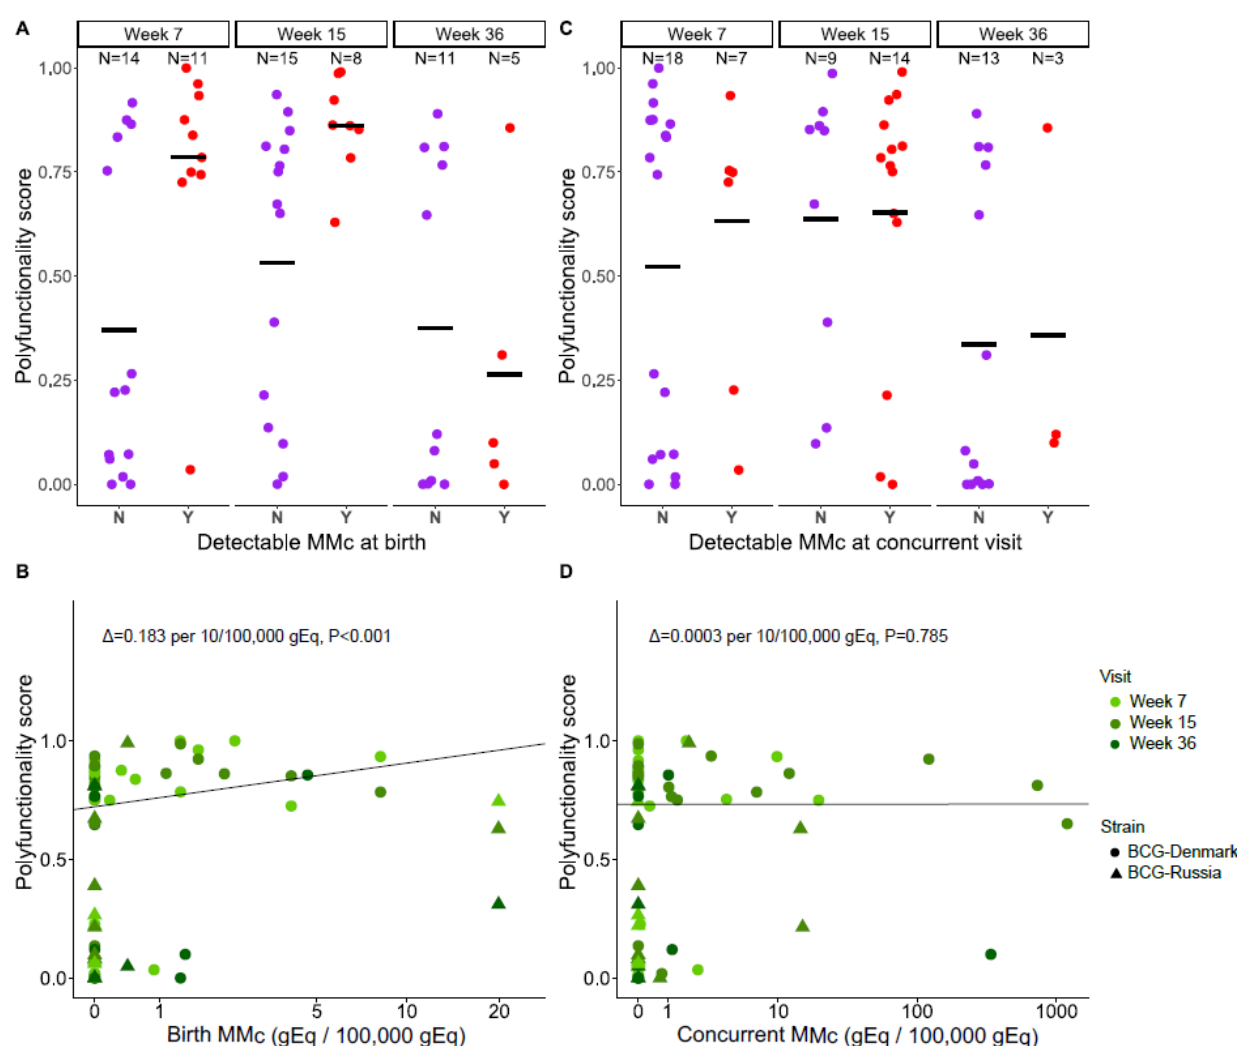 A
Week 7 Week 15 Week 36
N=14 N=11 N=15 N=8 N=11 N=5
1.00
0.75
0.50
0.25
0.00
Polyfunctionality score
N Y N Y N Y
Detectable MMc at birth
C
Week 7 Week 15 Week 36
N=18 N=7 N=9 N=14 N=13 N=3
1.00
0.75
0.50
0.25
0.00
Polyfunctionality score
N Y N Y N Y
Detectable MMc at concurrent visit
B
Δ=0.183 per 10/100,000 gEq, P<0.001
1.0
0.5
0.0
Polyfunctionality score
0 1 5 10 20
Birth MMc (gEq / 100,000 gEq)
D
Δ=0.0003 per 10/100,000 gEq, P=0.785
1.0
0.5
0.0
Polyfunctionality score
0 1 10 100 1000
Concurrent MMc (gEq / 100,000 gEq)
Visit
Week 7
Week 15
Week 36
Strain
BCG-Denmark
BCG-Russia